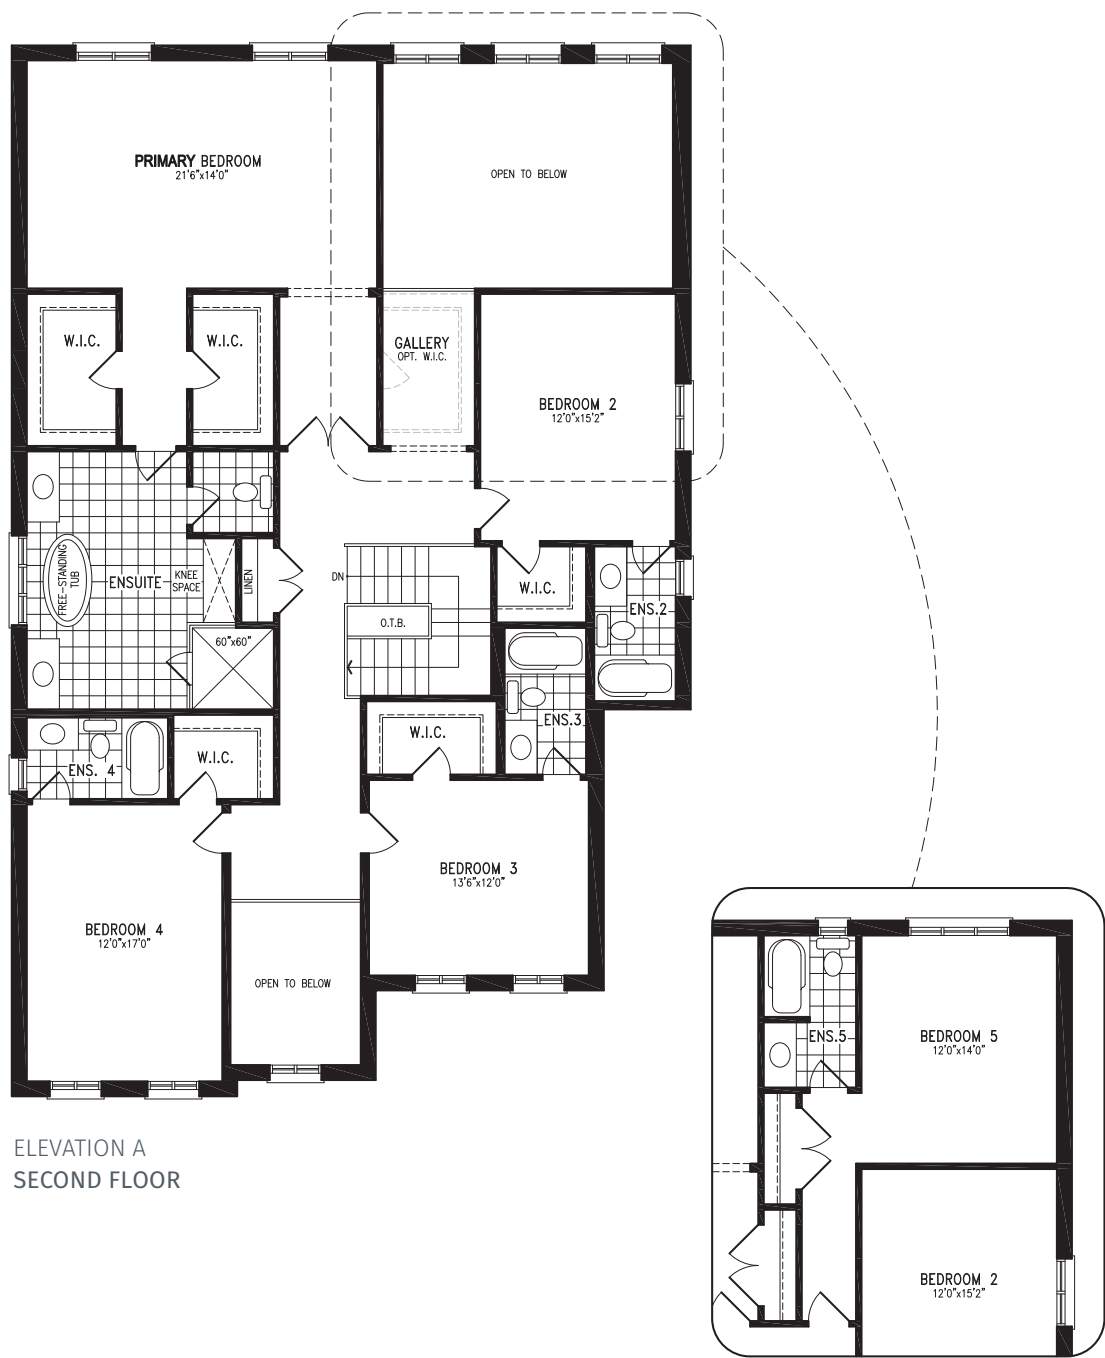 PRIMARY BEDROOM
21'6"x14'0"
OPEN TO BELOW
W.I.C.
W.I.C.
GALLERY
OPT. W.I.C.
BEDROOM 2
12'0"x15'2"
FREE-STANDING
TUB
ENSUITE
KNEE
SPACE
LINEN
DN
O.T.B.
W.I.C.
ENS.2
60"x60"
ENS.3
W.I.C.
ENS. 4
W.I.C.
BEDROOM 3
13'6"x12'0"
BEDROOM 4
12'0"x17'0"
OPEN TO BELOW
ENS.5
BEDROOM 5
12'0"x14'0"
BEDROOM 2
12'0"x15'2"
ELEVATION A
SECOND FLOOR